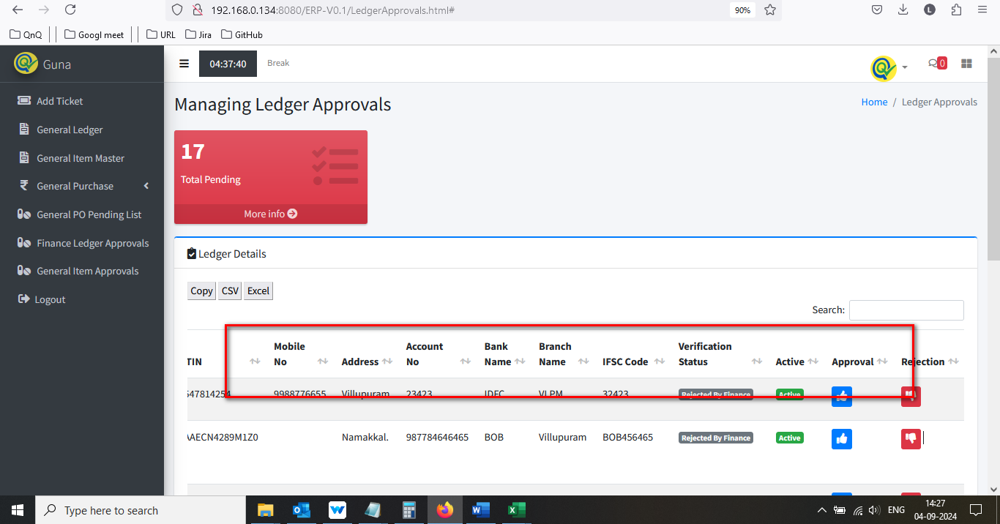 192.168.0.134:8080/ERP-V0.1/LedgerApprovals.html#
90%
L
QnQ
Googl meet
URL
Jira
GitHub
Guna
04:37:40
Break
0
Add Ticket
General Ledger
General Item Master
General Purchase
General PO Pending List
Finance Ledger Approvals
General Item Approvals
Logout
Managing Ledger Approvals
Home / Ledger Approvals
17
Total Pending
More info
Ledger Details
Copy CSV Excel
Search:
TIN Mobile No Address Account No Bank Name Branch Name IFSC Code Verification Status Active Approval Rejection
547814254 9988776655 Villupuram 23423 IDFC VLPM 32423 Rejected By Finance Active
AAECN4289M1Z0 Namakkal. 987784646465 BOB Villupuram BOB456465 Rejected By Finance Active
Type here to search
ENG
14:27
04-09-2024